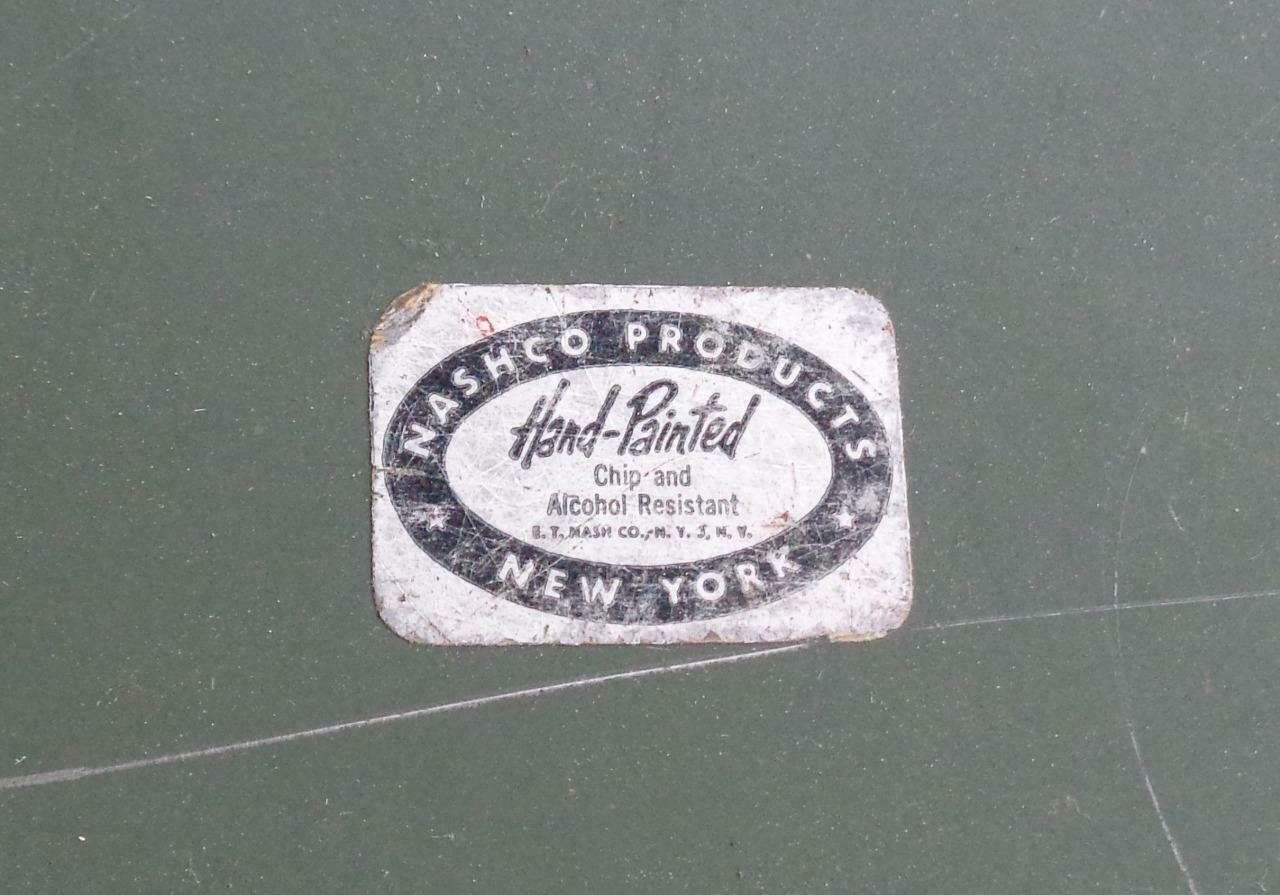 NASHCO PRODUCTS
Hand-Painted
Chip and
Alcohol Resistant
E. T. NASH CO., N. Y. 3, N. Y.
NEW YORK